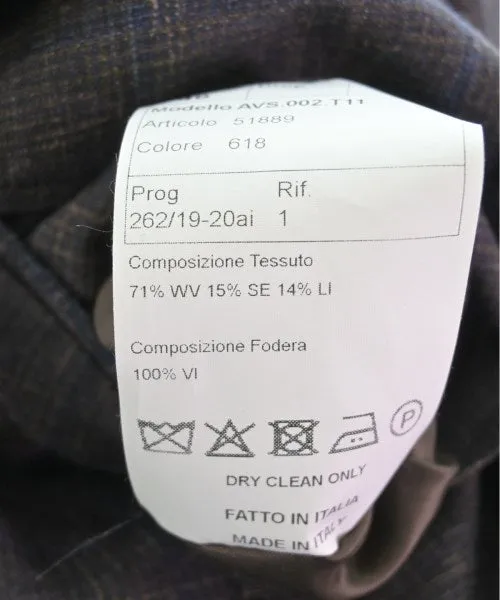 Modello AVS.002.T11
Articolo 51889
Colore 618
Prog Rif.
262/19-20ai 1
Composizione Tessuto
71% WV 15% SE 14% LI
Composizione Fodera
100% VI
P
DRY CLEAN ONLY
FATTO IN ITALIA
MADE IN ITALY